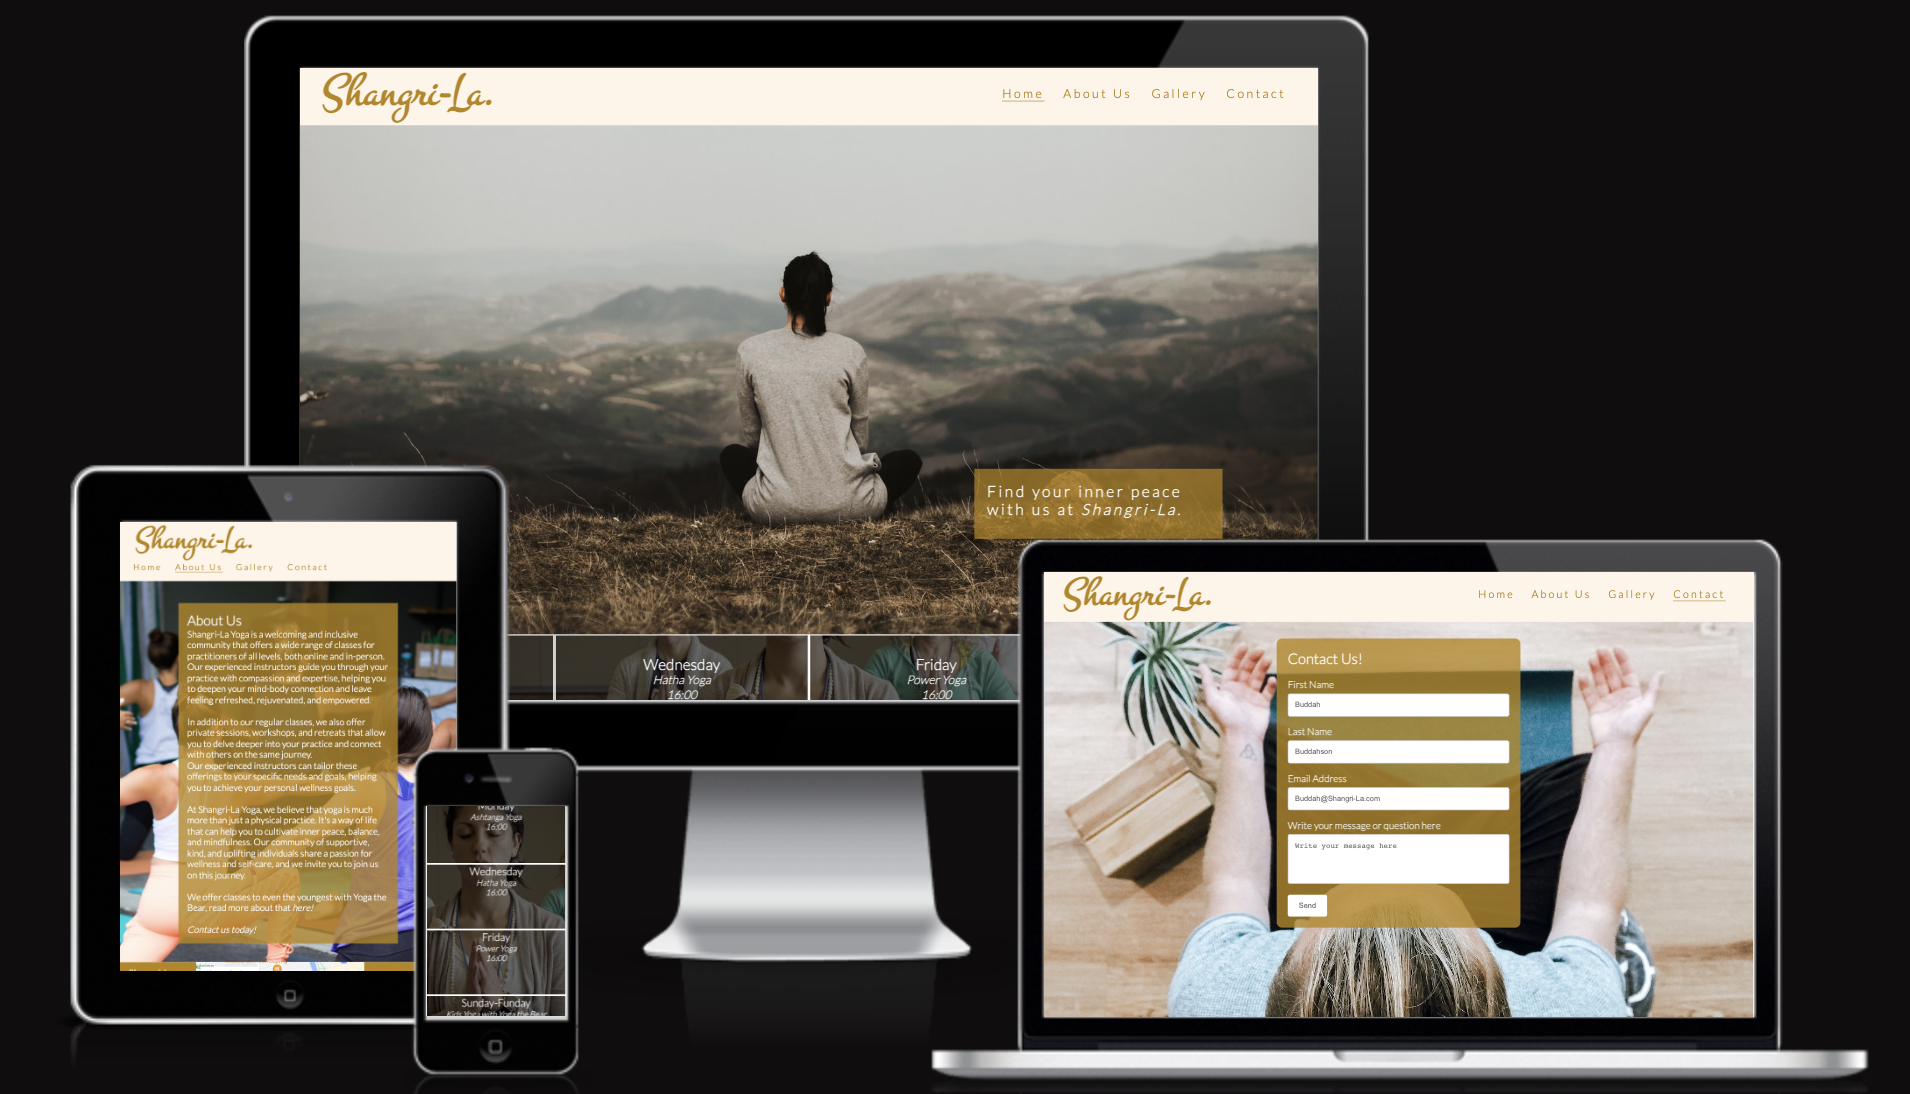 Shangri-La.
Home About Us Gallery Contact
Find your inner peace
with us at Shangri-La.
Wednesday
Hatha Yoga
16:00
Friday
Power Yoga
16:00
Shangri-La.
Home About Us Gallery Contact
About Us
Shangri-La Yoga is a welcoming and inclusive
community that offers a wide range of classes for
practitioners of all levels, both online and in-person.
Our experienced instructors guide you through your
practice with compassion and expertise, helping you
to deepen your mind-body connection and leave
feeling refreshed, rejuvenated, and empowered.
In addition to our regular classes, we also offer
private sessions, workshops, and retreats that allow
you to delve deeper into your practice and connect
with others on the same journey.
Our experienced instructors can tailor these
offerings to your specific needs and goals, helping
you to achieve your personal wellness goals.
At Shangri-La Yoga, we believe that yoga is much
more than just a physical practice. It's a way of life
that can help you to cultivate inner peace, balance,
and mindfulness. Our community of supportive,
kind, and uplifting individuals share a passion for
wellness and self-care, and we invite you to join us
on this journey.
We offer classes to even the youngest with Yoga the
Bear, read more about that here!
Contact us today!
Monday
Ashtanga Yoga
16:00
Wednesday
Hatha Yoga
16:00
Friday
Power Yoga
16:00
Sunday-Funday
Kids Yoga with Yoga the Bear
Shangri-La.
Home About Us Gallery Contact
Contact Us!
First Name
Buddah
Last Name
Buddahson
Email Address
Buddah@Shangri-La.com
Write your message or question here
Write your message here
Send